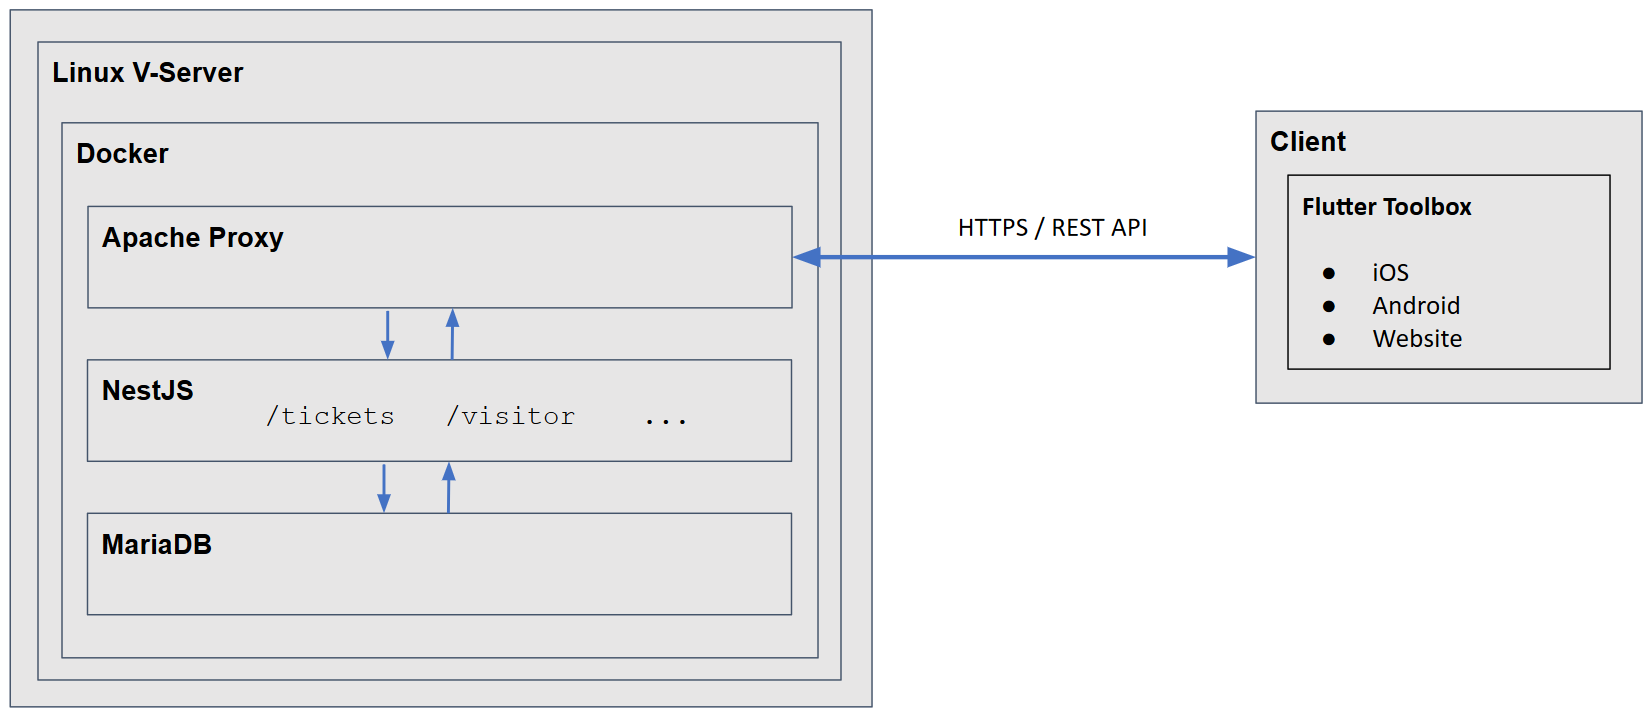 Linux V-Server
Docker
Apache Proxy
NestJS
/tickets /visitor ...
MariaDB
HTTPS / REST API
Client
Flutter Toolbox
● iOS
● Android
● Website